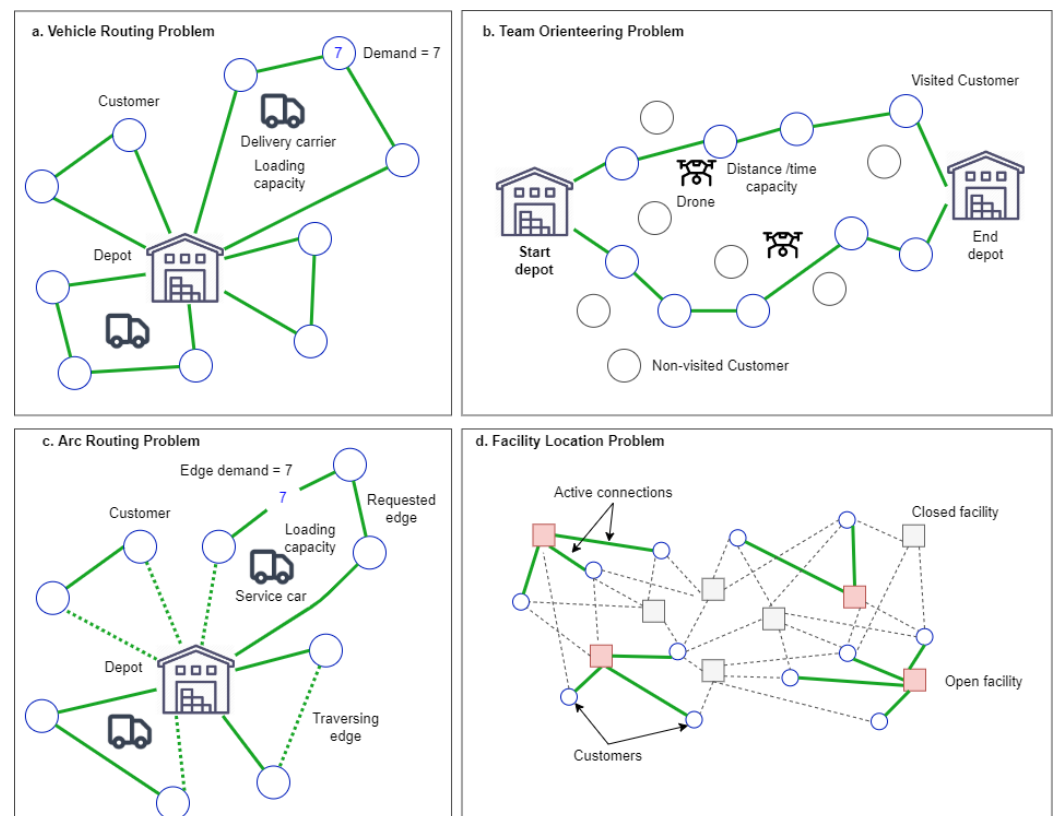 a. Vehicle Routing Problem
7
Demand = 7
Customer
Delivery carrier
Loading
capacity
Depot
b. Team Orienteering Problem
Visited Customer
Distance /time
capacity
Drone
Start
depot
End
depot
Non-visited Customer
c. Arc Routing Problem
Edge demand = 7
7
Requested
edge
Customer
Loading
capacity
Service car
Depot
Traversing
edge
d. Facility Location Problem
Active connections
Closed facility
Open facility
Customers